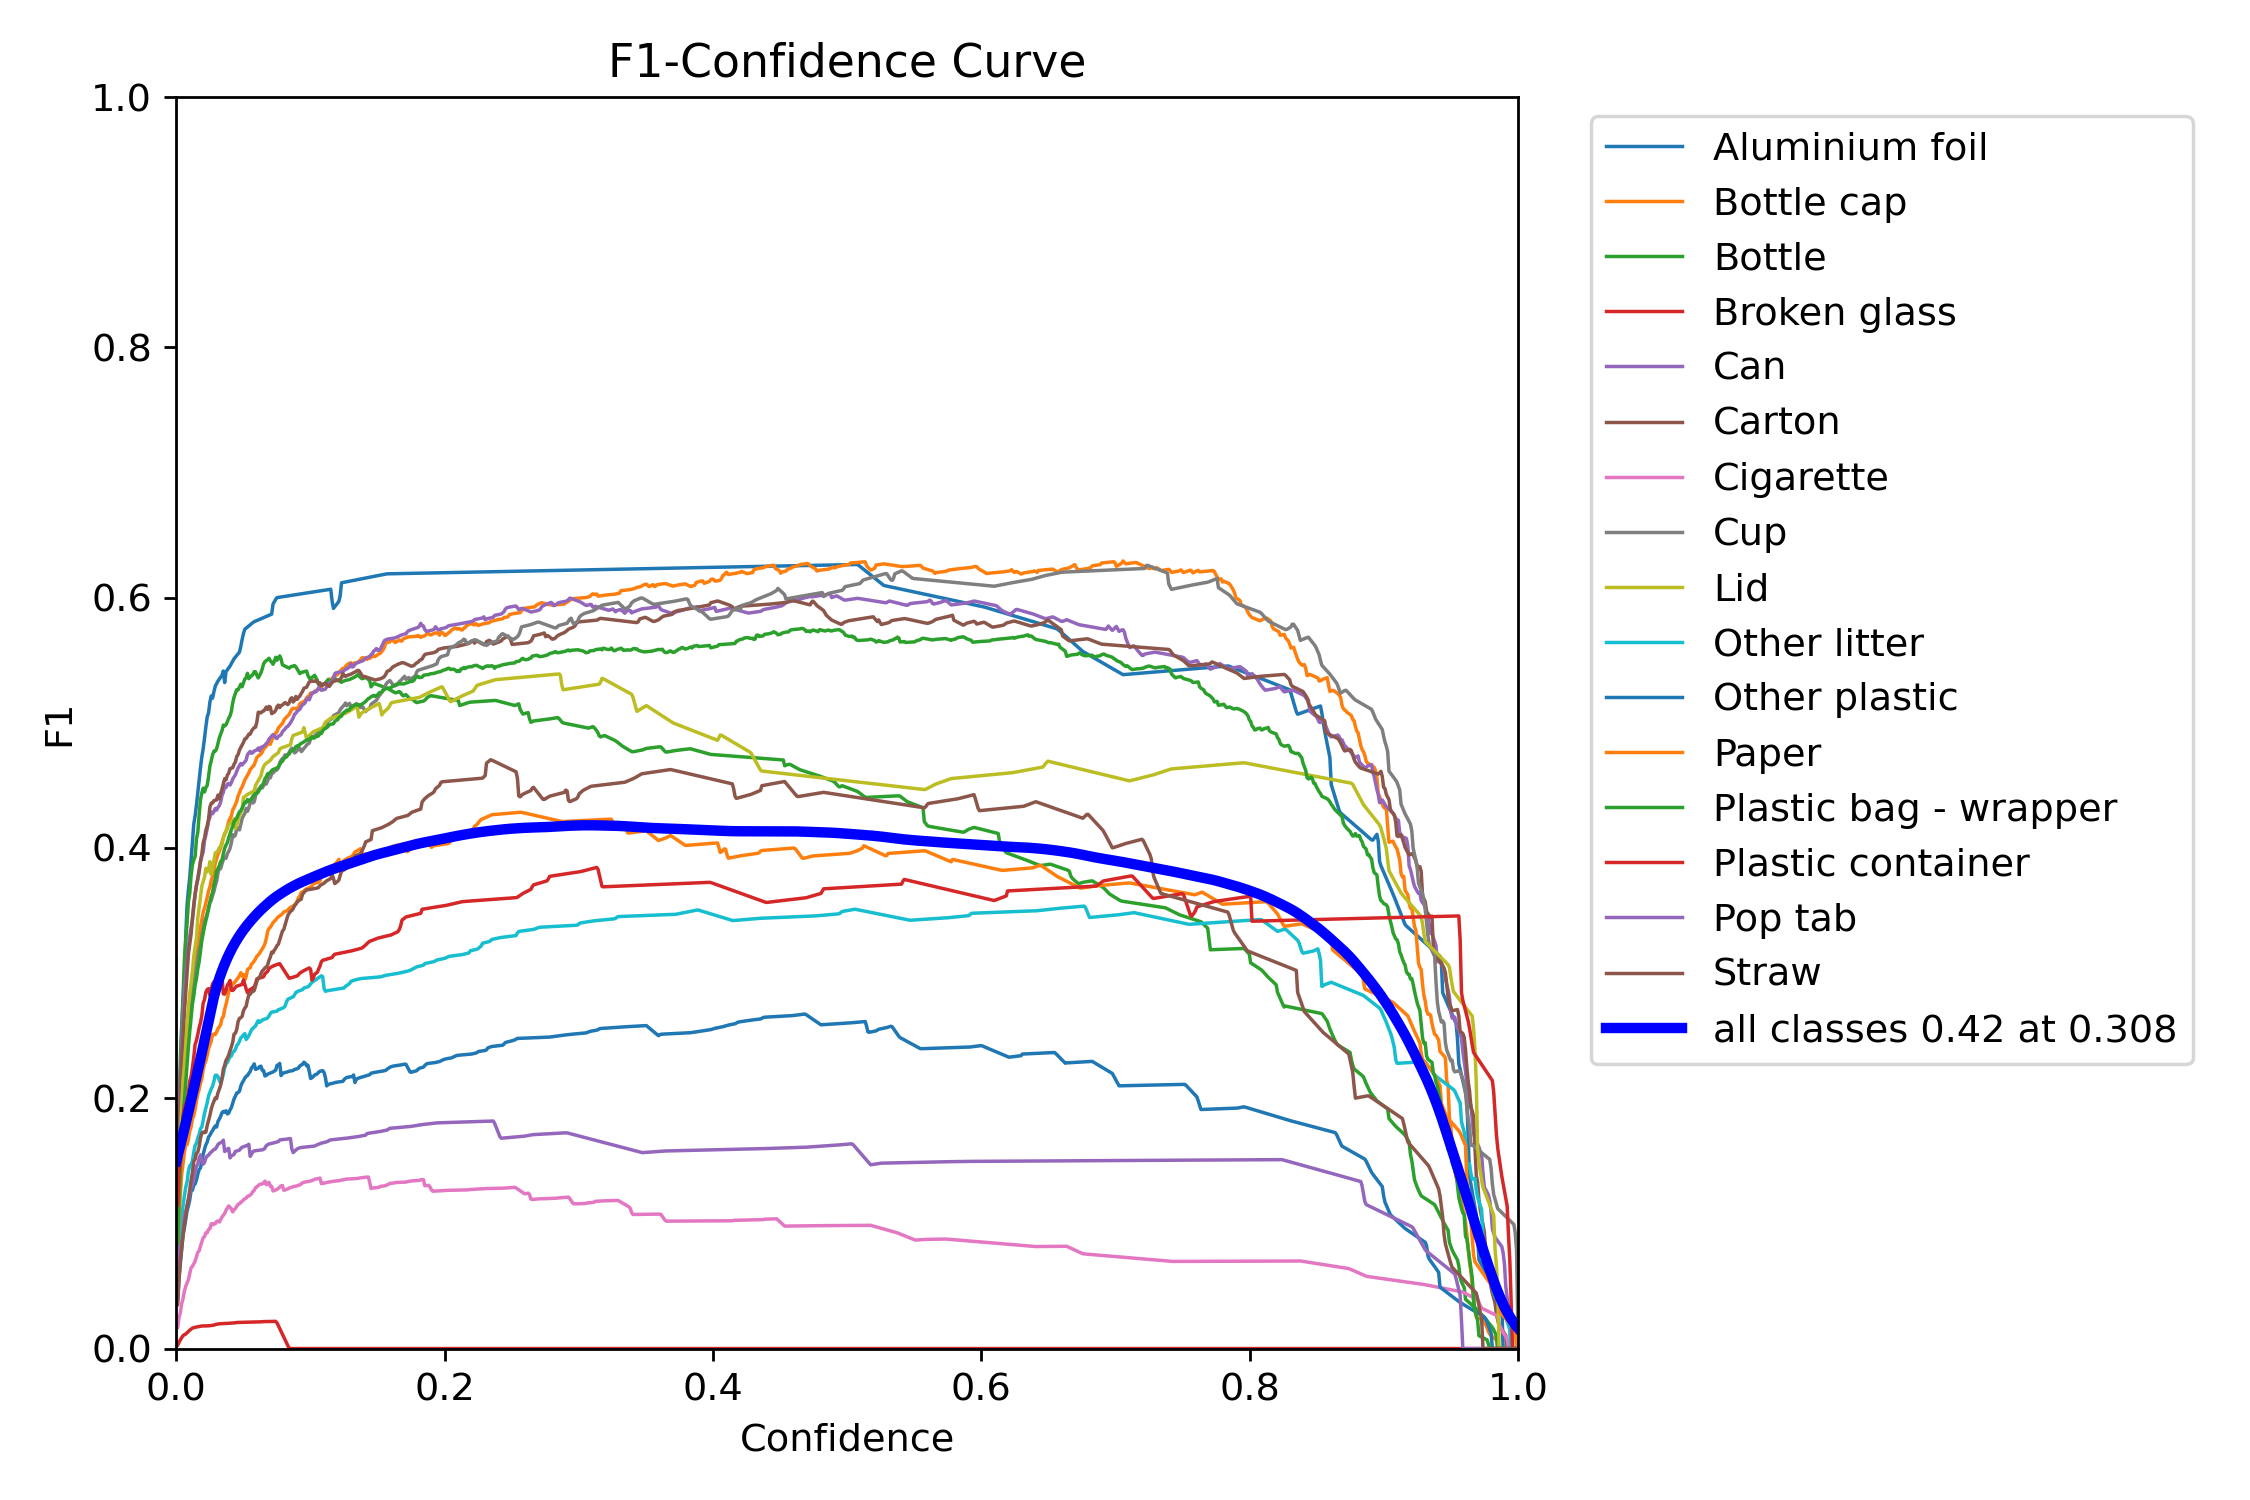 F1-Confidence Curve
1.0
0.8
0.6
0.4
0.2
0.0
F1
0.0 0.2 0.4 0.6 0.8 1.0
Confidence
Aluminium foil
Bottle cap
Bottle
Broken glass
Can
Carton
Cigarette
Cup
Lid
Other litter
Other plastic
Paper
Plastic bag - wrapper
Plastic container
Pop tab
Straw
all classes 0.42 at 0.308